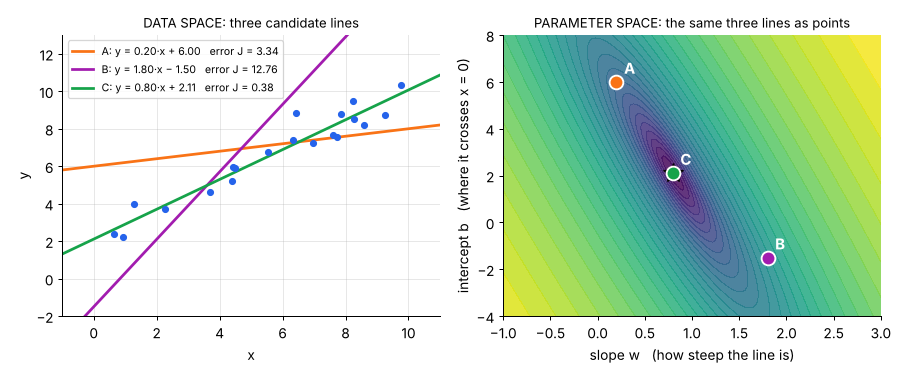 DATA SPACE: three candidate lines
A: y = 0.20·x + 6.00 error J = 3.34
B: y = 1.80·x − 1.50 error J = 12.76
C: y = 0.80·x + 2.11 error J = 0.38
12
10
8
6
4
2
0
−2
y
0 2 4 6 8 10
x
PARAMETER SPACE: the same three lines as points
8
6
4
2
0
−2
−4
intercept b (where it crosses x = 0)
A
C
B
−1.0 −0.5 0.0 0.5 1.0 1.5 2.0 2.5 3.0
slope w (how steep the line is)